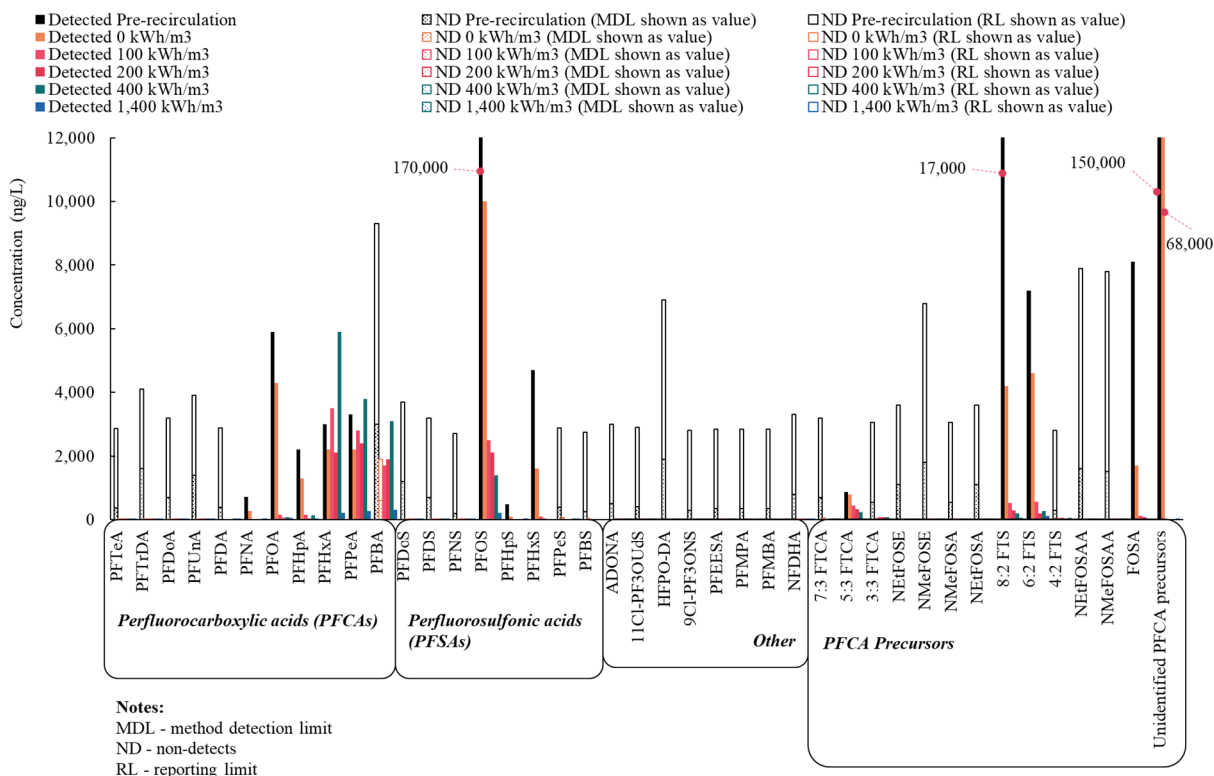 Detected Pre-recirculation
Detected 0 kWh/m3
Detected 100 kWh/m3
Detected 200 kWh/m3
Detected 400 kWh/m3
Detected 1,400 kWh/m3
ND Pre-recirculation (MDL shown as value)
ND 0 kWh/m3 (MDL shown as value)
ND 100 kWh/m3 (MDL shown as value)
ND 200 kWh/m3 (MDL shown as value)
ND 400 kWh/m3 (MDL shown as value)
ND 1,400 kWh/m3 (MDL shown as value)
ND Pre-recirculation (RL shown as value)
ND 0 kWh/m3 (RL shown as value)
ND 100 kWh/m3 (RL shown as value)
ND 200 kWh/m3 (RL shown as value)
ND 400 kWh/m3 (RL shown as value)
ND 1,400 kWh/m3 (RL shown as value)
Concentration (ng/L)
12,000
10,000
8,000
6,000
4,000
2,000
0
170,000
17,000
150,000
68,000
PFTeA
PFTrDA
PFDoA
PFUnA
PFDA
PFNA
PFOA
PFHpA
PFHxA
PFPeA
PFBA
PFDoS
PFDS
PFNS
PFOS
PFHpS
PFHxS
PFPeS
PFBS
ADONA
11Cl-PF3OUdS
HFPO-DA
9Cl-PF3ONS
PFEESA
PFMPA
PFMBA
NFDHA
7:3 FTCA
5:3 FTCA
3:3 FTCA
NEtFOSE
NMeFOSE
NMeFOSA
NEtFOSA
8:2 FTS
6:2 FTS
4:2 FTS
NEtFOSAA
NMeFOSAA
FOSA
Unidentified PFCA precursors
Perfluorocarboxylic acids (PFCAs)
Perfluorosulfonic acids
(PFSAs)
Other
PFCA Precursors
Notes:
MDL - method detection limit
ND - non-detects
RL - reporting limit